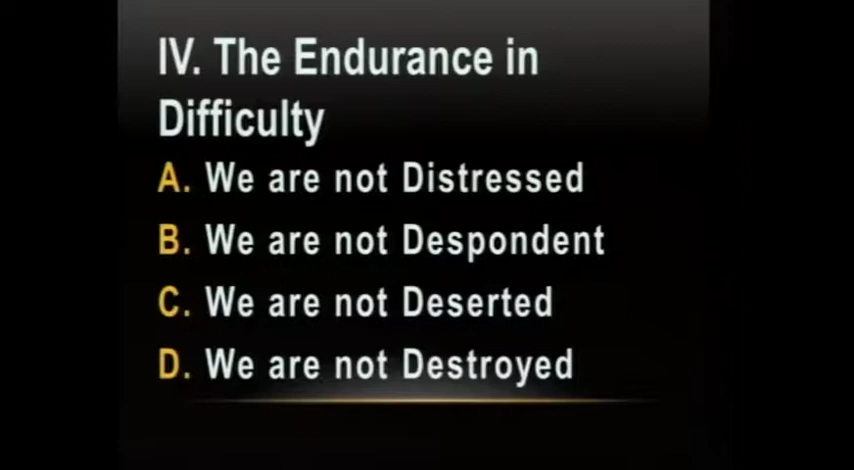 IV. The Endurance in
Difficulty
A. We are not Distressed
B. We are not Despondent
C. We are not Deserted
D. We are not Destroyed